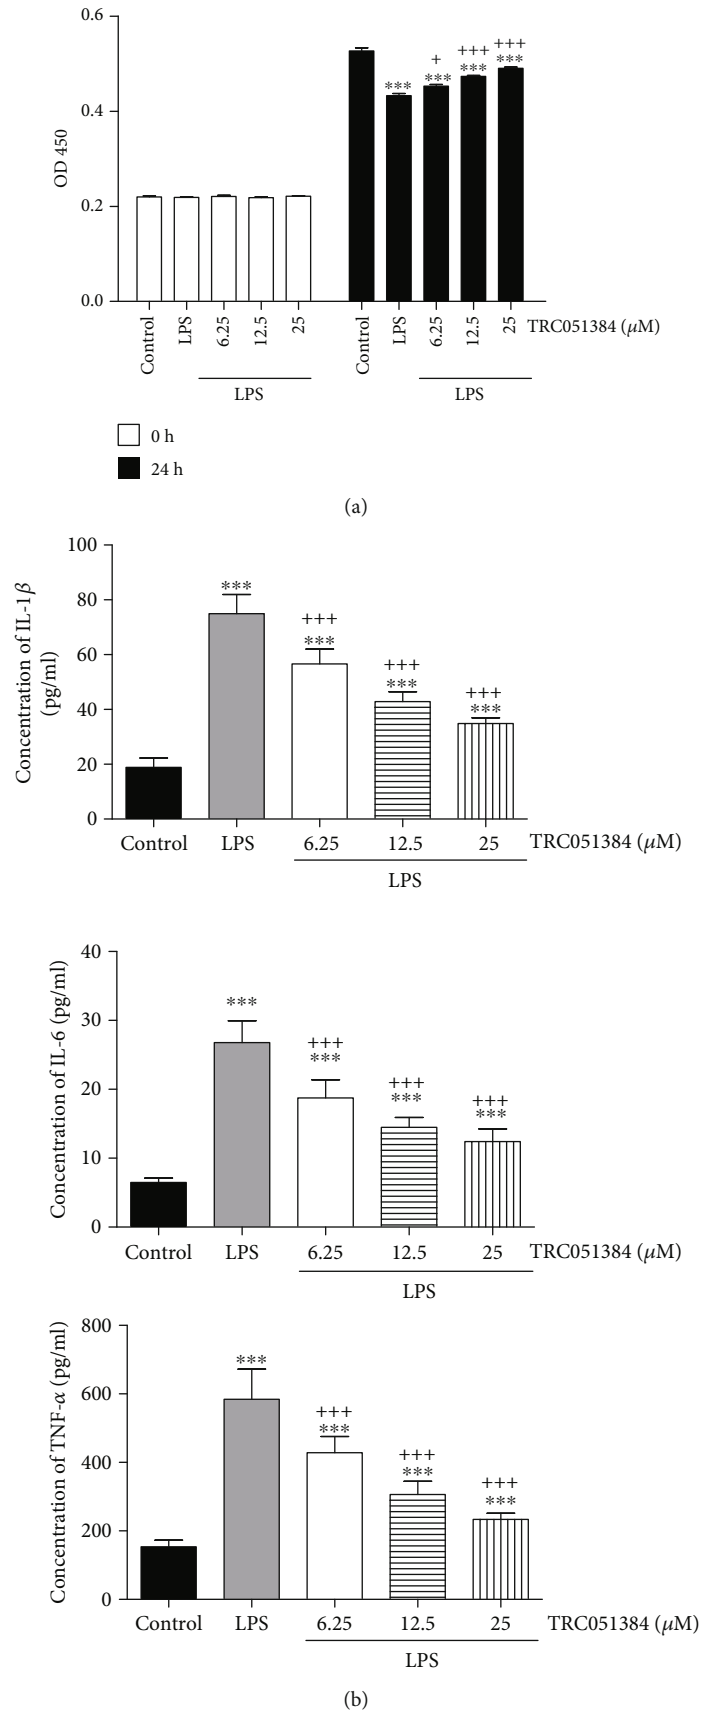 0.6
0.4
0.2
0.0
OD 450
+
+++
+++
***
***
***
***
Control
LPS
6.25
12.5
25
Control
LPS
6.25
12.5
25
TRC051384 (μM)
LPS
LPS
0 h
24 h
(a)
100
80
60
40
20
0
Concentration of IL-1β
(pg/ml)
***
+++
***
+++
***
+++
***
Control
LPS
6.25
12.5
25
TRC051384 (μM)
LPS
40
30
20
10
0
Concentration of IL-6 (pg/ml)
***
+++
***
+++
***
+++
***
Control
LPS
6.25
12.5
25
TRC051384 (μM)
LPS
800
600
400
200
0
Concentration of TNF-α (pg/ml)
***
+++
***
+++
***
+++
***
Control
LPS
6.25
12.5
25
TRC051384 (μM)
LPS
(b)